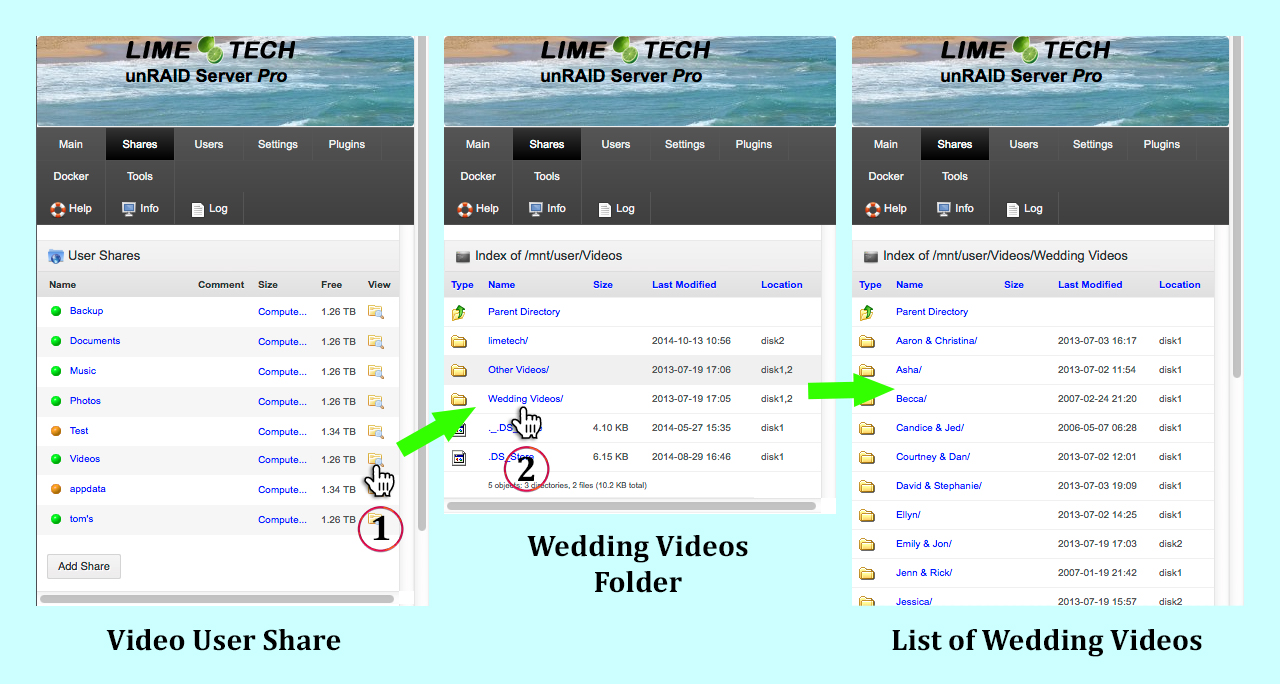 LIME TECH
unRAID Server Pro
Main Shares Users Settings Plugins
Docker Tools
Help Info Log
User Shares
Name Comment Size Free View
Backup Compute... 1.26 TB
Documents Compute... 1.26 TB
Music Compute... 1.26 TB
Photos Compute... 1.26 TB
Test Compute... 1.34 TB
Videos Compute... 1.26 TB
appdata Compute... 1.34 TB
tom's Compute... 1.26 TB
1
Add Share
Video User Share
LIME TECH
unRAID Server Pro
Main Shares Users Settings Plugins
Docker Tools
Help Info Log
Index of /mnt/user/Videos
Type Name Size Last Modified Location
Parent Directory
limetech/ 2014-10-13 10:56 disk2
Other Videos/ 2013-07-19 17:06 disk1,2
Wedding Videos/ 2013-07-19 17:05 disk1,2
4.10 KB 2014-05-27 15:35 disk1
.DS_Store 6.15 KB 2014-08-29 16:46 disk1
2
5 objects: 3 directories, 2 files (10.2 KB total)
Wedding Videos
Folder
LIME TECH
unRAID Server Pro
Main Shares Users Settings Plugins
Docker Tools
Help Info Log
Index of /mnt/user/Videos/Wedding Videos
Type Name Size Last Modified Location
Parent Directory
Aaron & Christina/ 2013-07-03 16:17 disk1
Asha/ 2013-07-02 11:54 disk1
Becca/ 2007-02-24 21:20 disk1
Candice & Jed/ 2006-05-07 06:28 disk1
Courtney & Dan/ 2013-07-02 12:01 disk1
David & Stephanie/ 2013-07-03 19:09 disk1
Ellyn/ 2013-07-02 14:25 disk1
Emily & Jon/ 2013-07-19 17:03 disk2
Jenn & Rick/ 2007-01-19 21:42 disk1
Jessica/ 2013-07-19 15:57 disk2
List of Wedding Videos